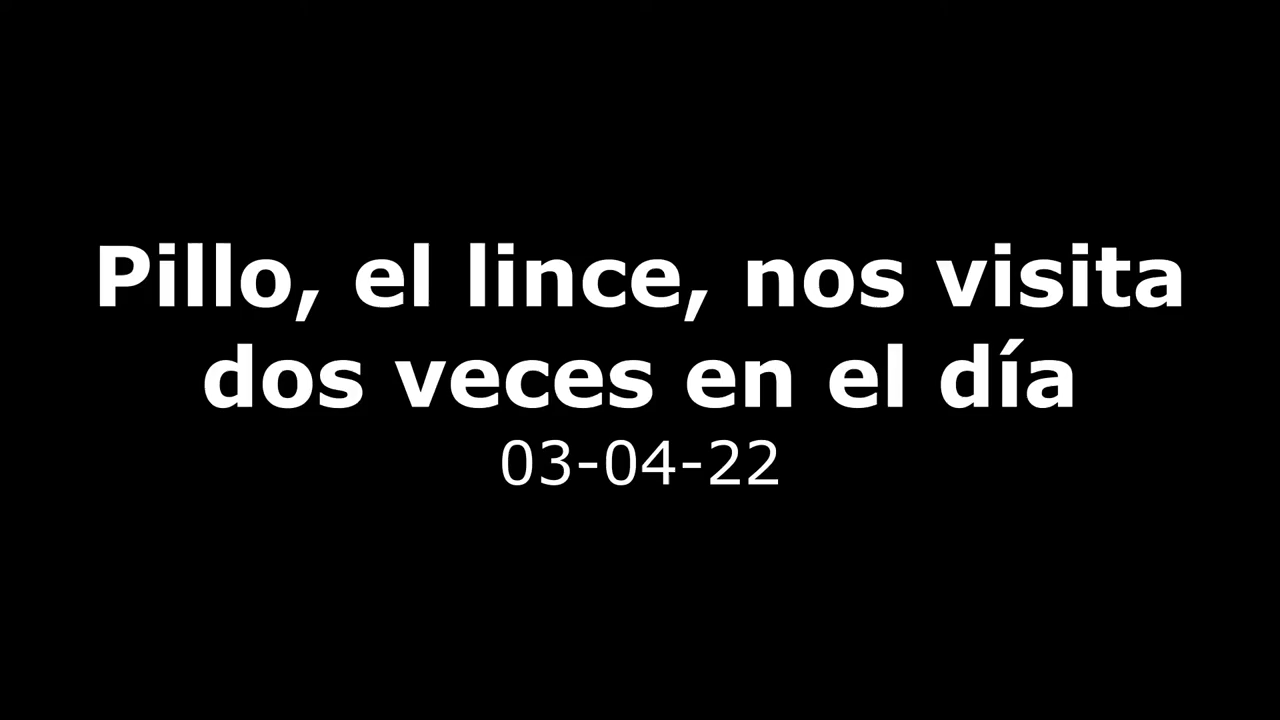 Pillo, el lince, nos visita
dos veces en el día
03-04-22